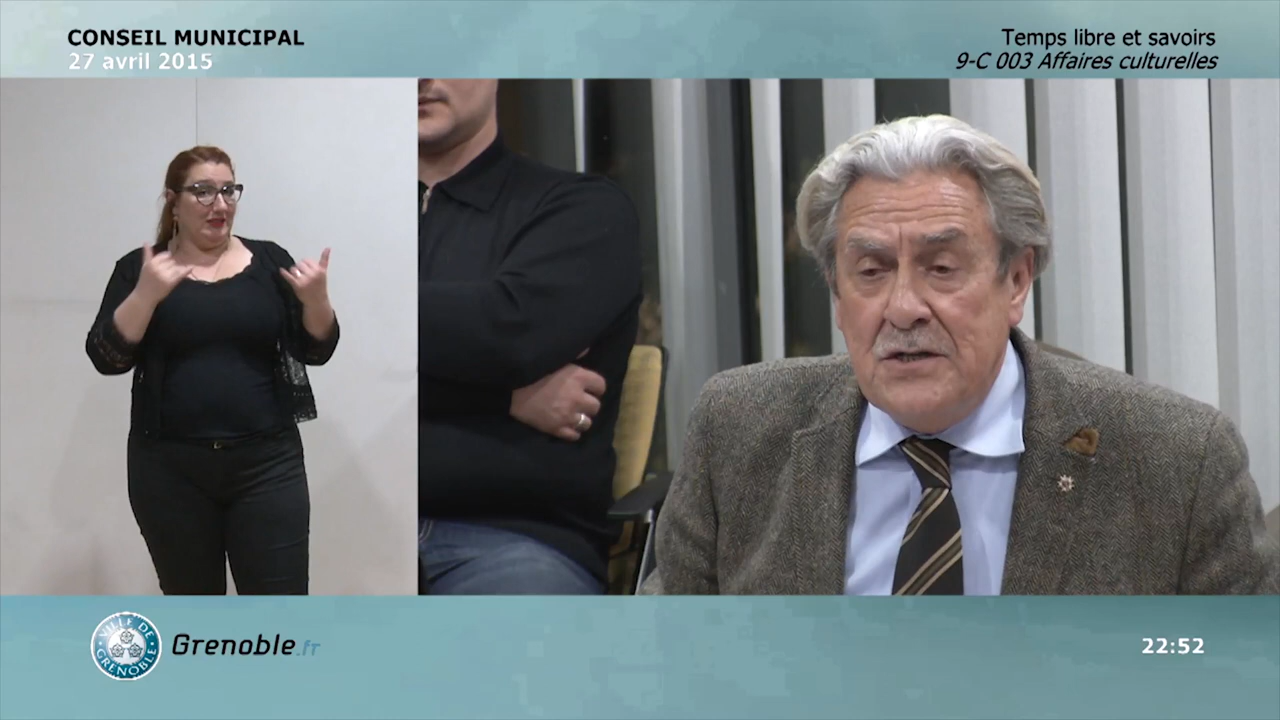 CONSEIL MUNICIPAL
27 avril 2015
Temps libre et savoirs
9-C 003 Affaires culturelles
VILLE DE GRENOBLE
Grenoble.fr
22:52